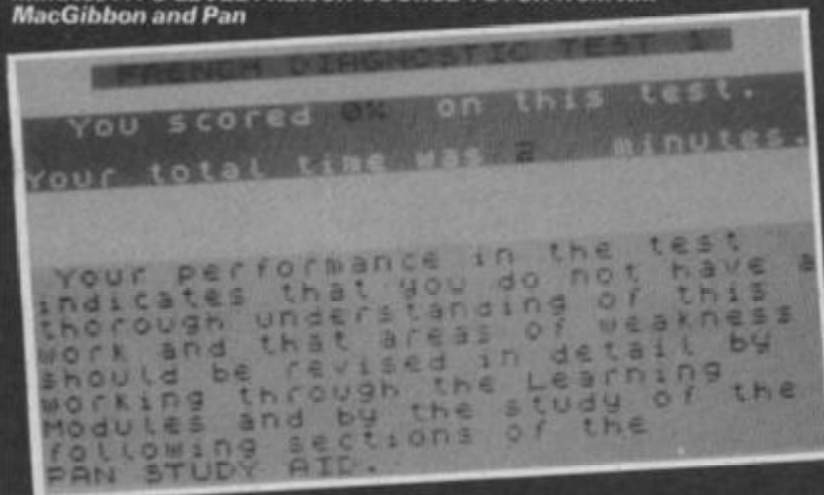 MacGibbon and Pan
FRENCH DIAGNOSTIC TEST 1
You scored 0% on this test.
Your total time was 2 minutes.
Your performance in the test
indicates that you do not have a
thorough understanding of this
work and that areas of weakness
should be revised in detail by
working through the Learning
Modules and by the study of the
following sections of the
PAN STUDY AID.